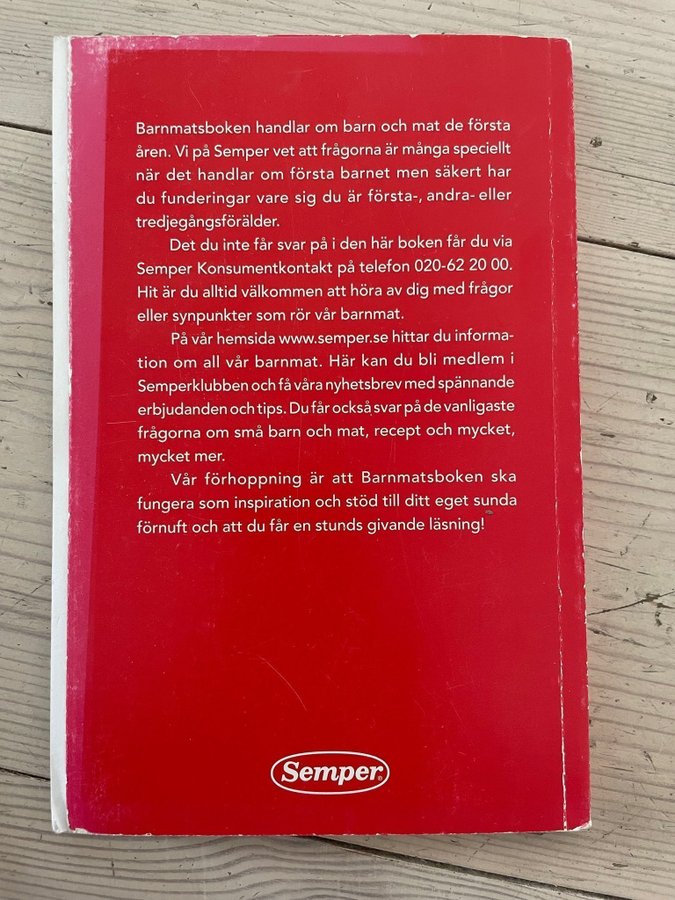 Barnmatsboken handlar om barn och mat de första
åren. Vi på Semper vet att frågorna är många speciellt
när det handlar om första barnet men säkert har
du funderingar vare sig du är första-, andra- eller
tredjegångsförälder.
Det du inte får svar på i den här boken får du via
Semper Konsumentkontakt på telefon 020-62 20 00.
Hit är du alltid välkommen att höra av dig med frågor
eller synpunkter som rör vår barnmat.
På vår hemsida www.semper.se hittar du informa-
tion om all vår barnmat. Här kan du bli medlem i
Semperklubben och få våra nyhetsbrev med spännande
erbjudanden och tips. Du får också svar på de vanligaste
frågorna om små barn och mat, recept och mycket,
mycket mer.
Vår förhoppning är att Barnmatsboken ska
fungera som inspiration och stöd till ditt eget sunda
förnuft och att du får en stunds givande läsning!
Semper®